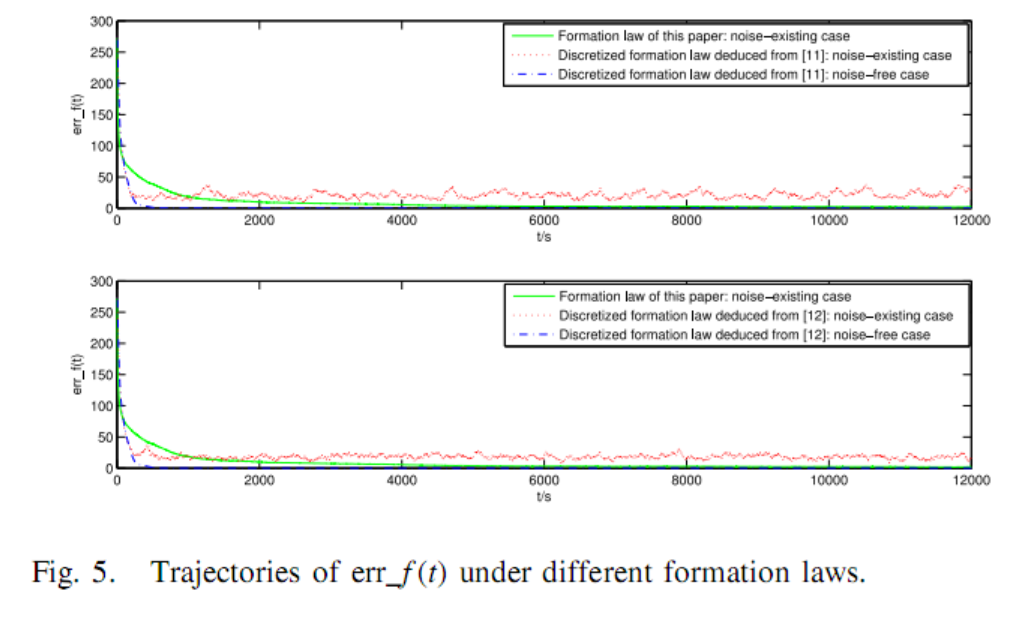 300
250
200
150
100
50
0
err_f(t)
Formation law of this paper: noise−existing case
Discretized formation law deduced from [11]: noise−existing case
Discretized formation law deduced from [11]: noise−free case
0 2000 4000 6000 8000 10000 12000
t/s
300
250
200
150
100
50
0
err_f(t)
Formation law of this paper: noise−existing case
Discretized formation law deduced from [12]: noise−existing case
Discretized formation law deduced from [12]: noise−free case
0 2000 4000 6000 8000 10000 12000
t/s
Fig. 5. Trajectories of err_f(t) under different formation laws.